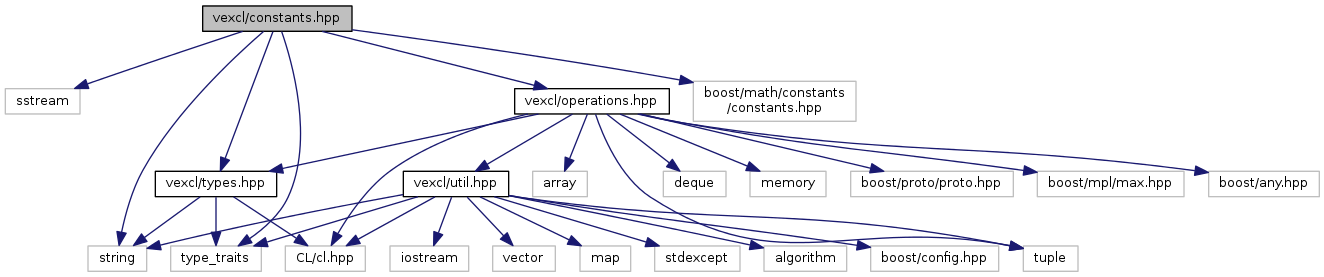 vexcl/constants.hpp
sstream
vexcl/operations.hpp
boost/math/constants
/constants.hpp
vexcl/types.hpp
vexcl/util.hpp
array
deque
memory
boost/proto/proto.hpp
boost/mpl/max.hpp
boost/any.hpp
string
type_traits
CL/cl.hpp
iostream
vector
map
stdexcept
algorithm
boost/config.hpp
tuple